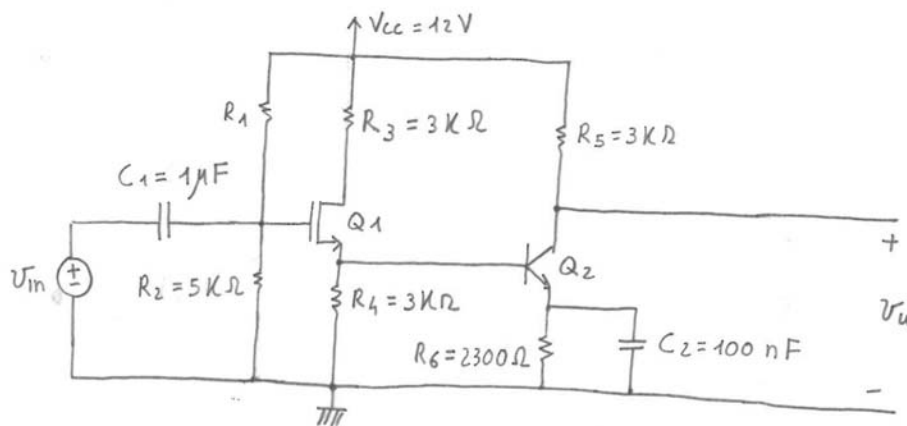 Vcc = 12V
R1
R3 = 3KΩ
R5 = 3KΩ
C1 = 1μF
Q1
+
Q2
Vin
+
-
R2 = 5KΩ
R4 = 3KΩ
Vu
R6 = 2300Ω
C2 = 100 nF
-